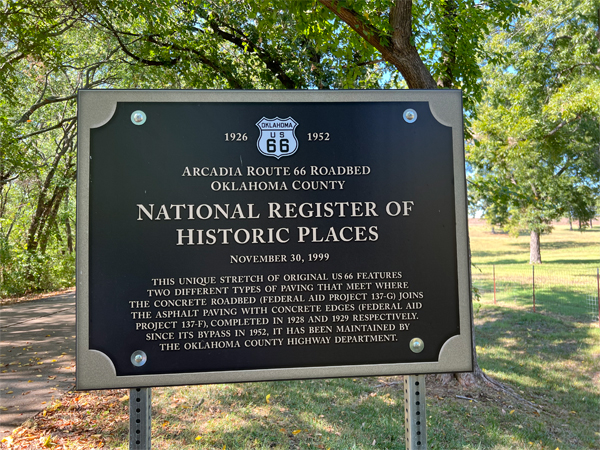 1926 OKLAHOMA 1952
US
66
ARCADIA ROUTE 66 ROADBED
OKLAHOMA COUNTY
NATIONAL REGISTER OF
HISTORIC PLACES
NOVEMBER 30, 1999
THIS UNIQUE STRETCH OF ORIGINAL US 66 FEATURES
TWO DIFFERENT TYPES OF PAVING THAT MEET WHERE
THE CONCRETE ROADBED (FEDERAL AID PROJECT 137-G) JOINS
THE ASPHALT PAVING WITH CONCRETE EDGES (FEDERAL AID
PROJECT 137-F), COMPLETED IN 1928 AND 1929 RESPECTIVELY.
SINCE ITS BYPASS IN 1952, IT HAS BEEN MAINTAINED BY
THE OKLAHOMA COUNTY HIGHWAY DEPARTMENT.